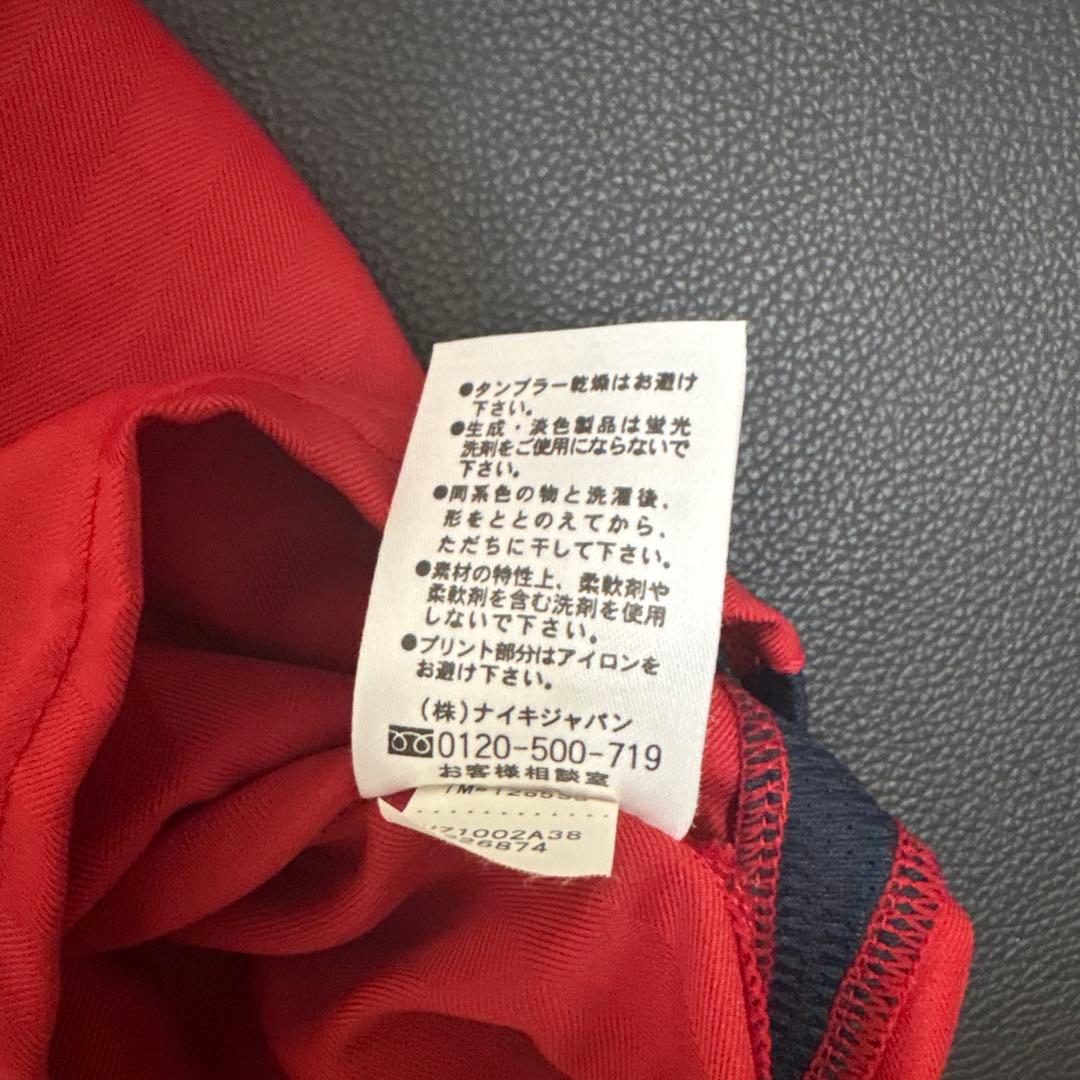 ●タンブラー乾燥はお避け
下さい。
●生成・淡色製品は蛍光
洗剤をご使用にならないで
下さい。
●同系色の物と洗濯後、
形をととのえてから、
ただちに干して下さい。
●素材の特性上、柔軟剤や
柔軟剤を含む洗剤を使用
しないで下さい。
●プリント部分はアイロンを
お避け下さい。
(株)ナイキジャパン
0120-500-719
お客様相談室
71002A38
26874